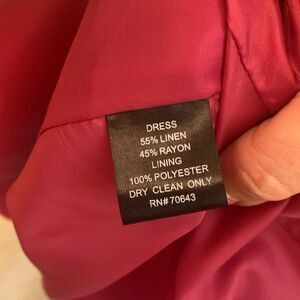 DRESS
55% LINEN
45% RAYON
LINING
100% POLYESTER
DRY CLEAN ONLY
RN#70643